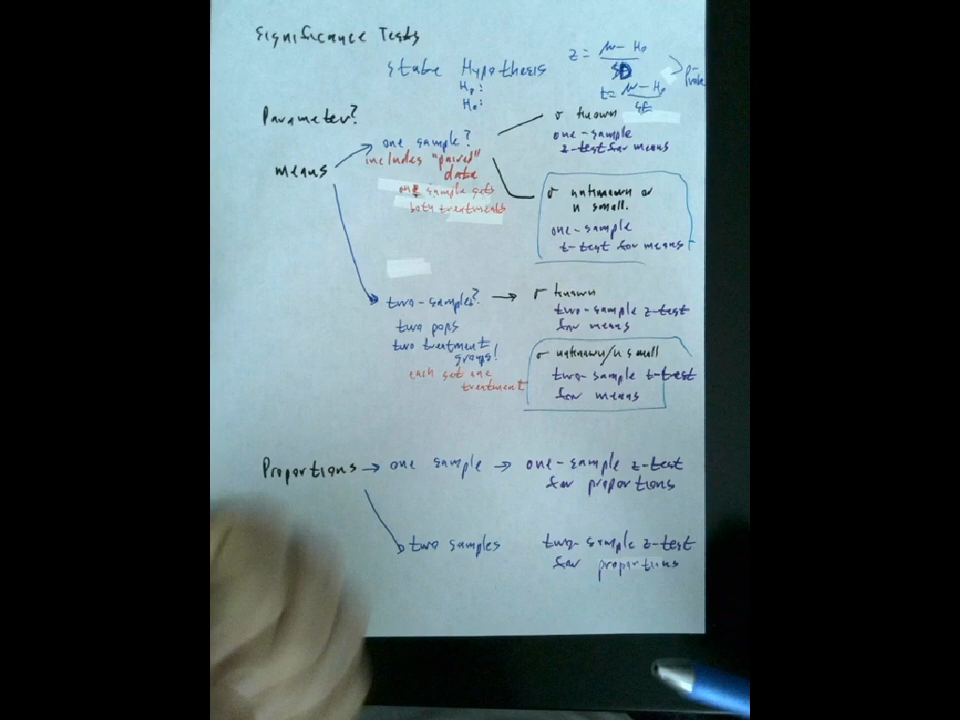 Significance Tests
State Hypothesis
H₀:
Hₐ:
z = μ - H₀
SD
t = μ - H₀
SE
P-
Parameter?
means
one sample?
includes "paired"
data
one sample gets
both treatments
σ known
one-sample
z-test for means
σ unknown or
n small.
one-sample
t-test for means
two-samples?
two pops
two treatment
groups!
each get one
treatment
σ known
two-sample z-test
for means
σ unknown/n small
two-sample t-test
for means
Proportions → one sample → one-sample z-test
for proportions
two samples
two-sample z-test
for proportions